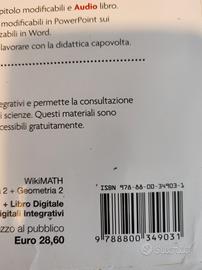 pitolo modificabili e Audio libro.
modificabili in PowerPoint sui
zabili in Word.
lavorare con la didattica capovolta.
egrativi e permette la consultazione
i scienze. Questi materiali sono
cessibili gratuitamente.
WikiMATH
a 2 + Geometria 2
+ Libro Digitale
igitali Integrativi
zzo al pubblico
Euro 28,60
ISBN 978-88-00-34903-1
9 788800 349031
subito